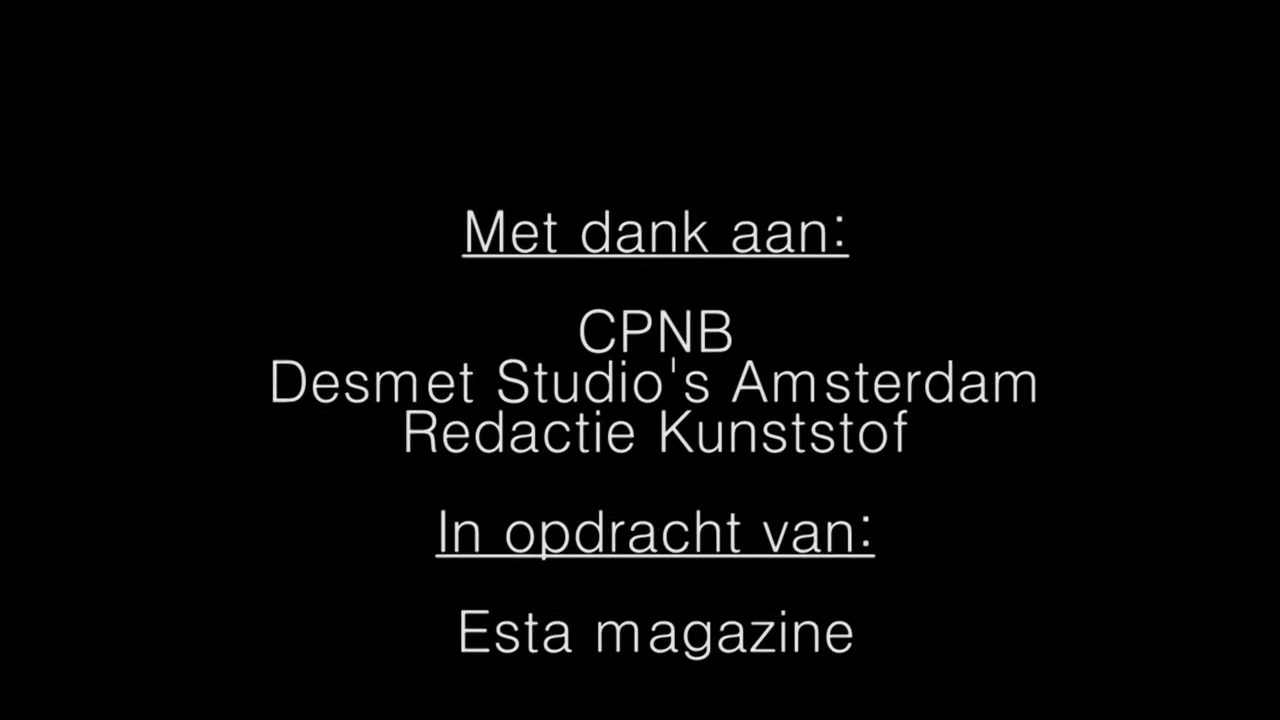 Met dank aan:
CPNB
Desmet Studio's Amsterdam
Redactie Kunststof
In opdracht van:
Esta magazine